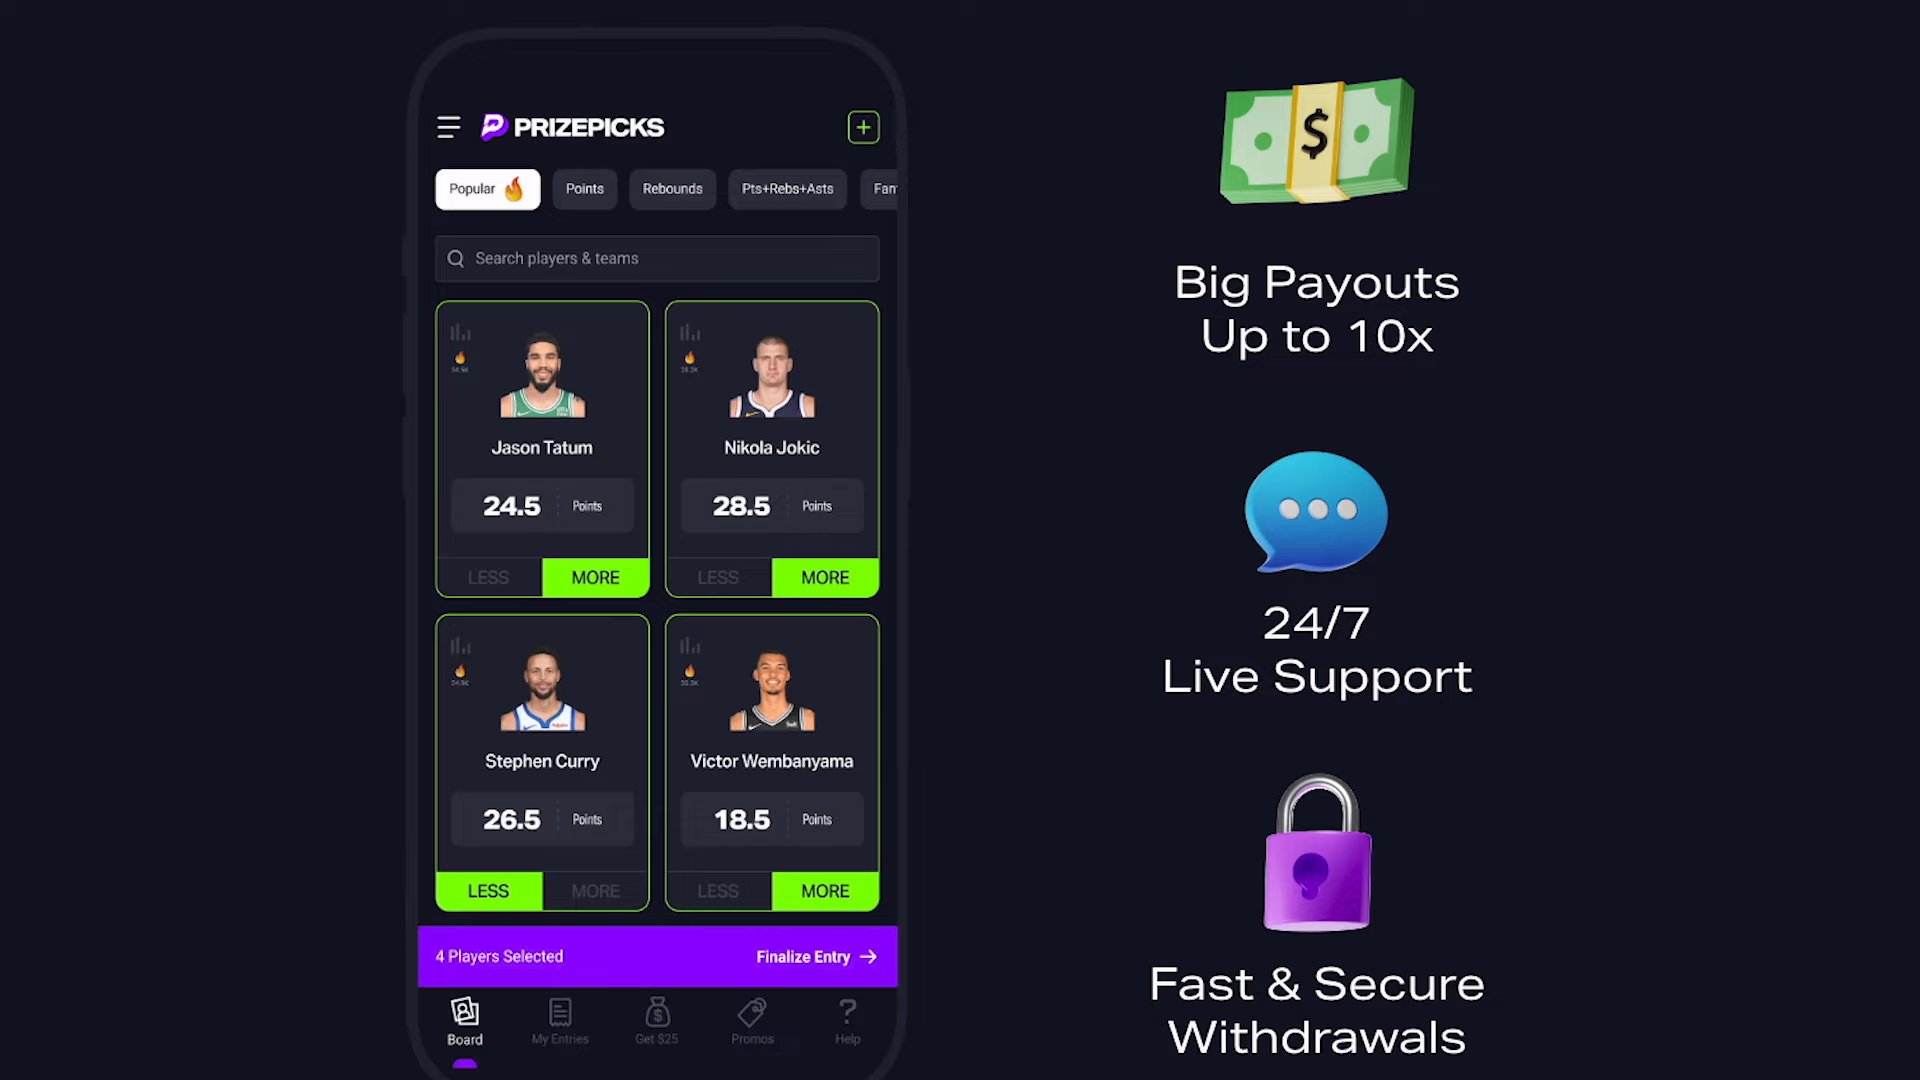 PRIZEPICKS
Popular
Points
Rebounds
Pts+Rebs+Asts
Fan
Search players & teams
Jason Tatum
24.5 Points
LESS MORE
Nikola Jokic
28.5 Points
LESS MORE
Stephen Curry
26.5 Points
LESS MORE
Victor Wembanyama
18.5 Points
LESS MORE
4 Players Selected
Finalize Entry
Board
My Entries
Get $25
Promos
Help
Big Payouts
Up to 10x
24/7
Live Support
Fast & Secure
Withdrawals